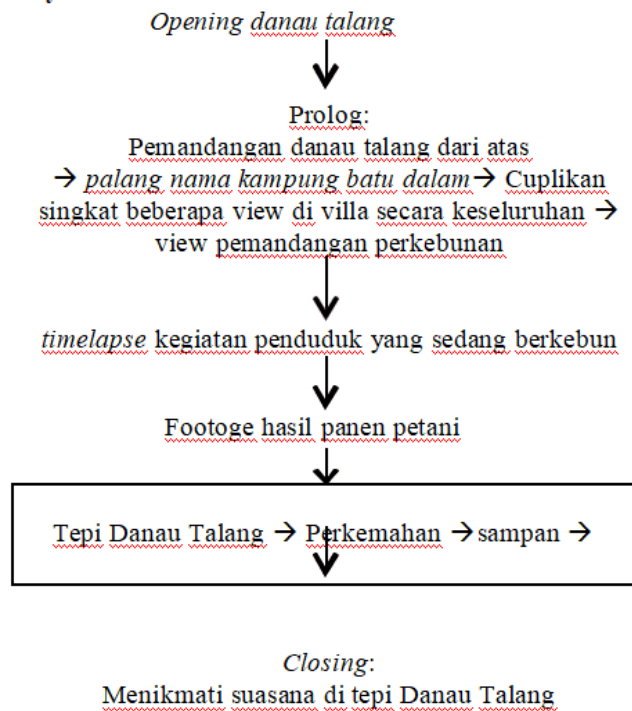 Opening danau talang
Prolog:
Pemandangan danau talang dari atas
→ palang nama kampung batu dalam → Cuplikan
singkat beberapa view di villa secara keseluruhan →
view pemandangan perkebunan
timelapse kegiatan penduduk yang sedang berkebun
Footoge hasil panen petani
Tepi Danau Talang → Perkemahan → sampan →
Closing:
Menikmati suasana di tepi Danau Talang